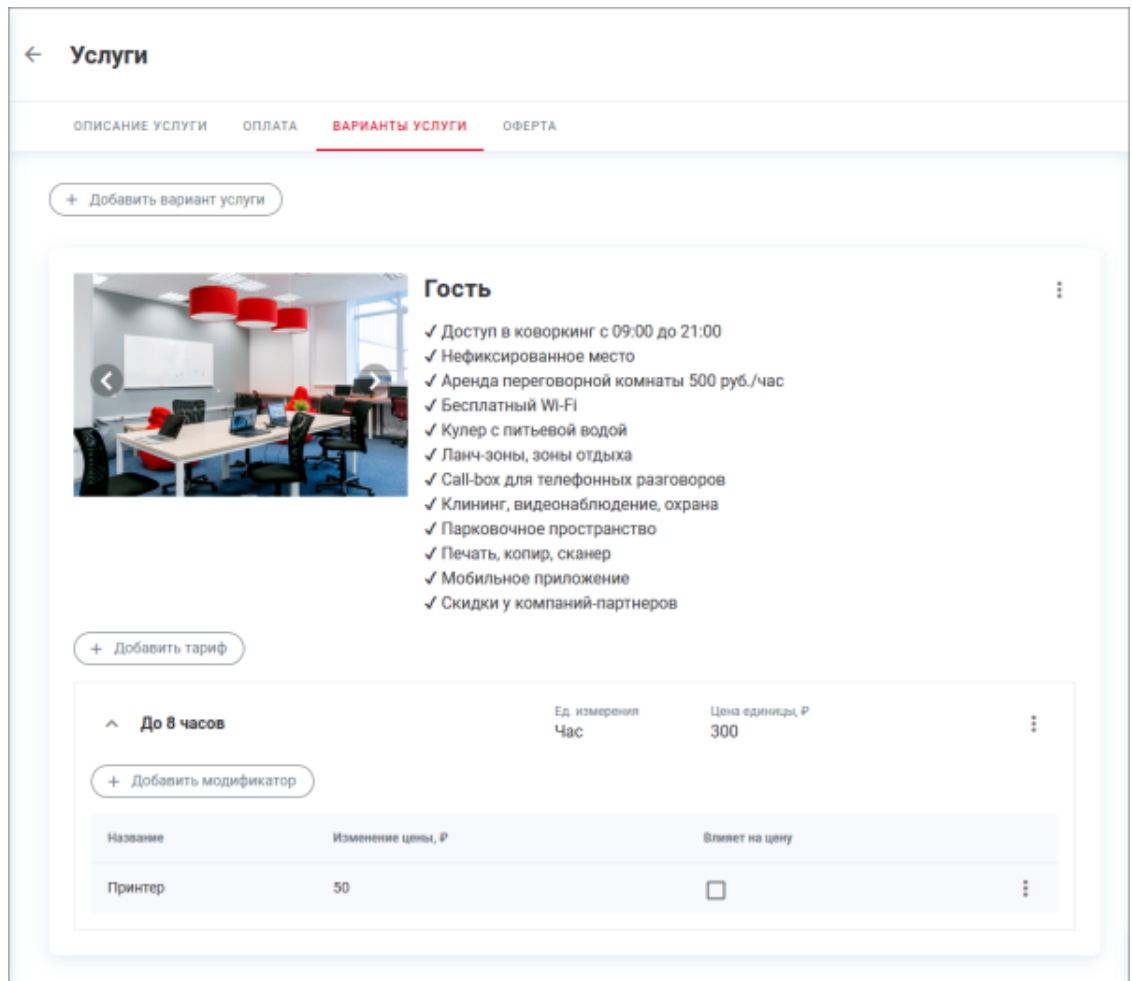 Услуги
ОПИСАНИЕ УСЛУГИ ОПЛАТА ВАРИАНТЫ УСЛУГИ ОФЕРТА
+ Добавить вариант услуги
Гость
✓ Доступ в коворкинг с 09:00 до 21:00
✓ Нефиксированное место
✓ Аренда переговорной комнаты 500 руб./час
✓ Бесплатный Wi-Fi
✓ Кулер с питьевой водой
✓ Ланч-зоны, зоны отдыха
✓ Call-box для телефонных разговоров
✓ Клининг, видеонаблюдение, охрана
✓ Парковочное пространство
✓ Печать, копир, сканер
✓ Мобильное приложение
✓ Скидки у компаний-партнеров
+ Добавить тариф
Ед. измерения Цена единицы, ₽
До 8 часов Час 300
+ Добавить модификатор
Название Изменение цены, ₽ Влияет на цену
Принтер 50